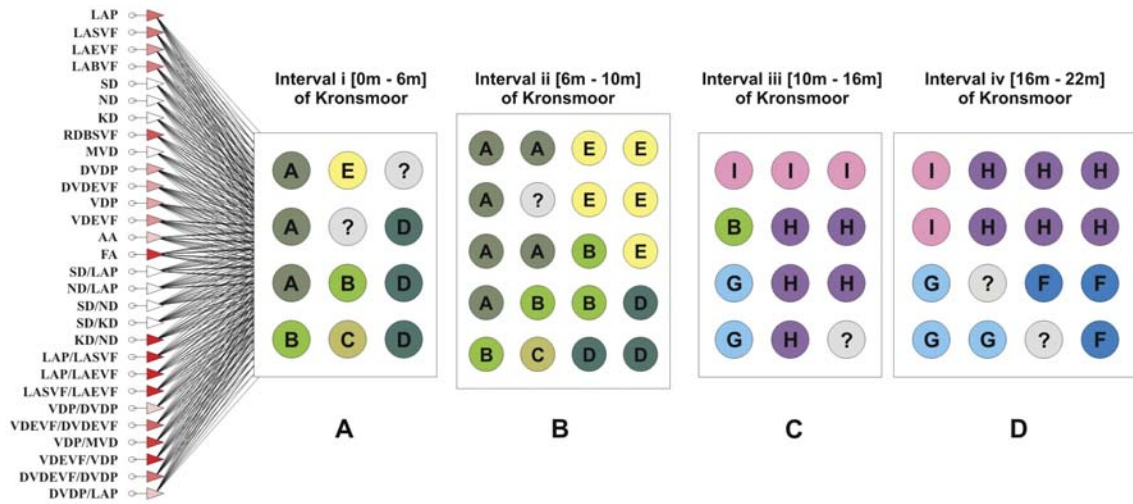 LAP
LASVF
LAEVF
LABVF
SD
ND
KD
RDBSVF
MVD
DVDP
DVDEVF
VDP
VDEVF
AA
FA
SD/LAP
ND/LAP
SD/ND
SD/KD
KD/ND
LAP/LASVF
LAP/LAEVF
LASVF/LAEVF
VDP/DVDP
VDEVF/DVDEVF
VDP/MVD
VDEVF/VDP
DVDEVF/DVDP
DVDP/LAP
Interval i [0m - 6m]
of Kronsmoor
A E ?
A ? D
A B D
B C D
A
Interval ii [6m - 10m]
of Kronsmoor
A A E E
A ? E E
A A B E
A B B D
B C D D
B
Interval iii [10m - 16m]
of Kronsmoor
I I I
B H H
G H H
G H ?
C
Interval iv [16m - 22m]
of Kronsmoor
I H H H
I H H H
G ? F F
G G ? F
D